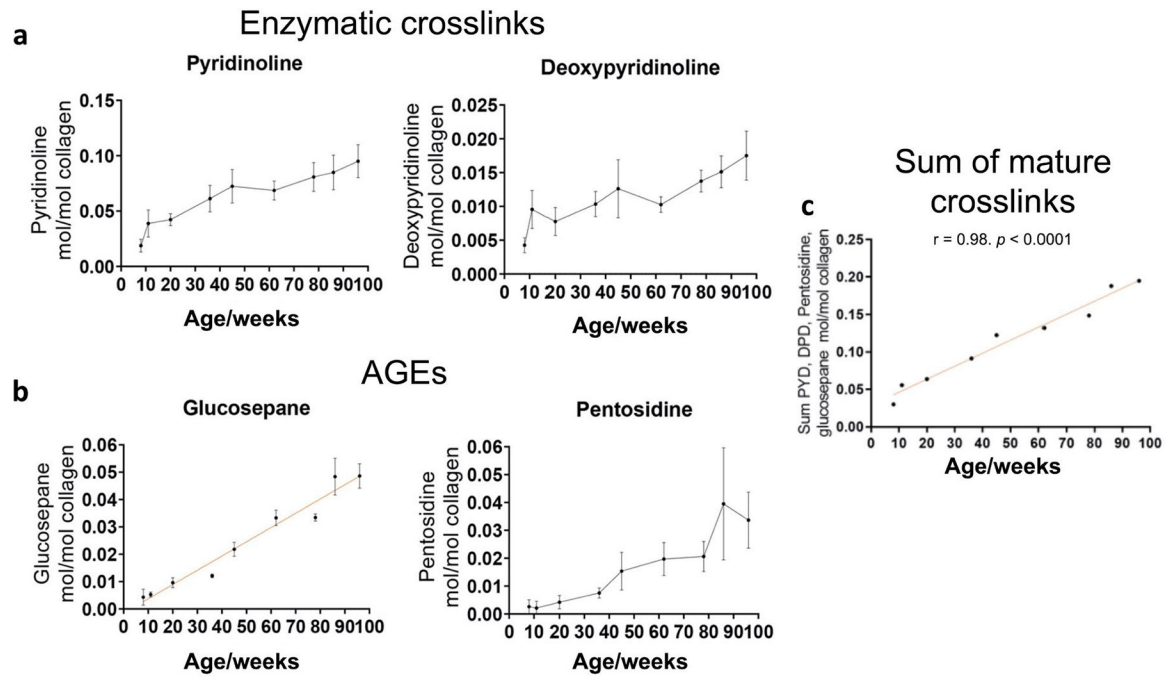 a
Enzymatic crosslinks
Pyridinoline
Pyridinoline
mol/mol collagen
0.15
0.10
0.05
0.00
0 10 20 30 40 50 60 70 80 90 100
Age/weeks
Deoxypyridinoline
Deoxypyridinoline
mol/mol collagen
0.025
0.020
0.015
0.010
0.005
0.000
0 10 20 30 40 50 60 70 80 90 100
Age/weeks
b
AGEs
Glucosepane
Glucosepane
mol/mol collagen
0.06
0.05
0.04
0.03
0.02
0.01
0.00
0 10 20 30 40 50 60 70 80 90 100
Age/weeks
Pentosidine
Pentosidine
mol/mol collagen
0.06
0.05
0.04
0.03
0.02
0.01
0.00
0 10 20 30 40 50 60 70 80 90 100
Age/weeks
Sum of mature
crosslinks
c
r = 0.98. p < 0.0001
Sum PYD, DPD, Pentosidine,
glucosepane mol/mol collagen
0.25
0.20
0.15
0.10
0.05
0.00
0 10 20 30 40 50 60 70 80 90 100
Age/weeks